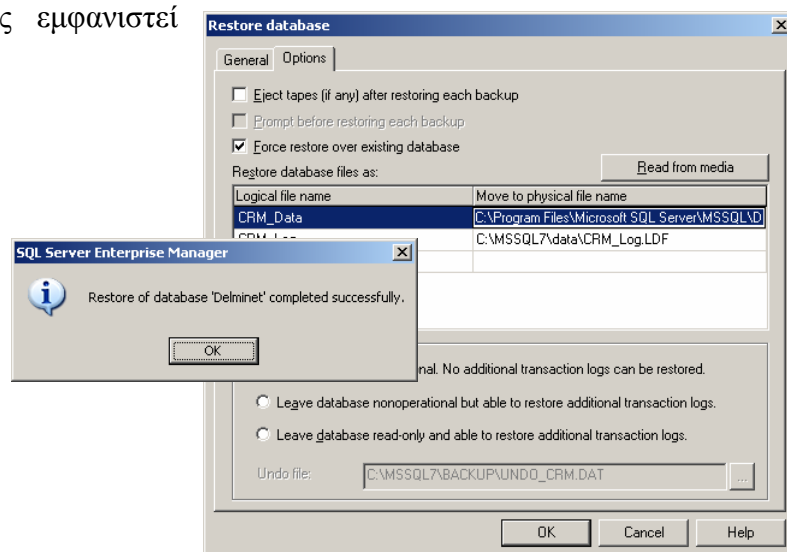 ς εμφανιστεί
Restore database
General Options
Eject tapes (if any) after restoring each backup
Prompt before restoring each backup
Force restore over existing database
Restore database files as:
Read from media
Logical file name Move to physical file name
CRM_Data C:\Program Files\Microsoft SQL Server\MSSQL\D
C:\MSSQL7\data\CRM_Log.LDF
SQL Server Enterprise Manager
Restore of database 'Delminet' completed successfully.
OK
nal. No additional transaction logs can be restored.
Leave database nonoperational but able to restore additional transaction logs.
Leave database read-only and able to restore additional transaction logs.
Undo file: C:\MSSQL7\BACKUP\UNDO_CRM.DAT ...
OK Cancel Help